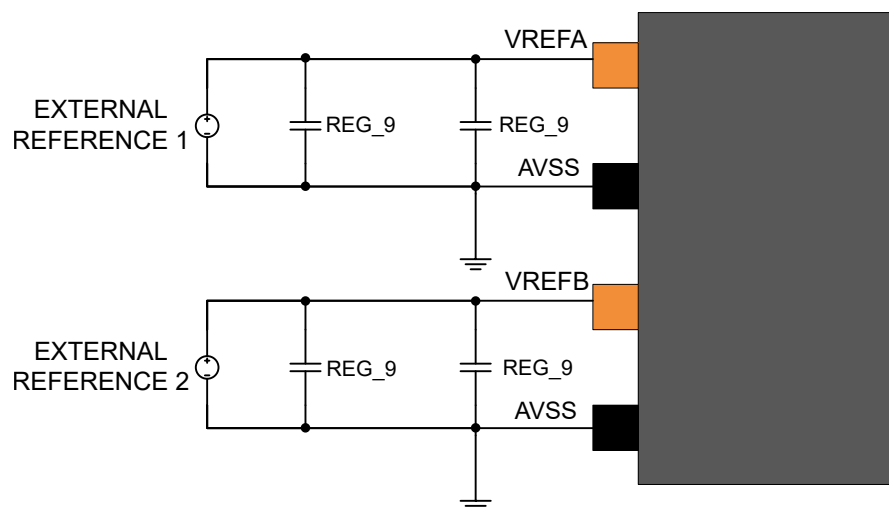 VREFA
EXTERNAL
REFERENCE 1
REG_9
REG_9
AVSS
VREFB
EXTERNAL
REFERENCE 2
REG_9
REG_9
AVSS